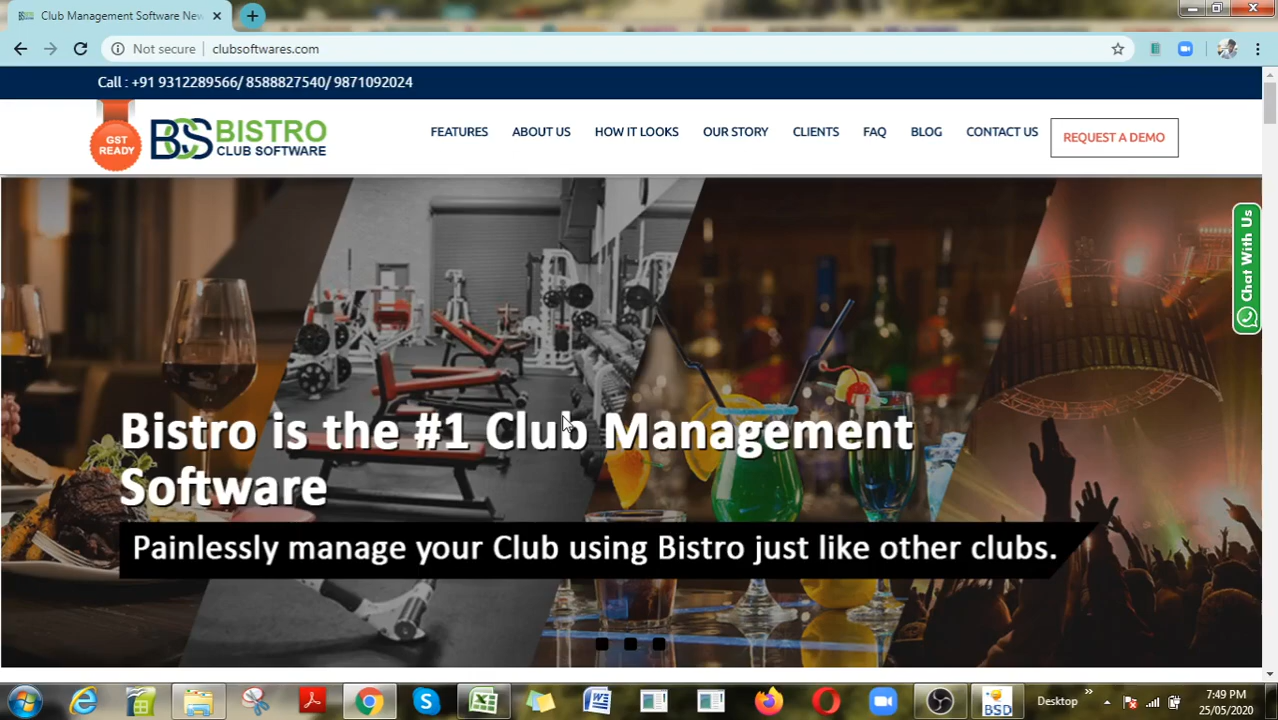 Club Management Software New
Not secure
clubsoftwares.com
Call : +91 9312289566/ 8588827540/ 9871092024
GST
READY
BCS BISTRO
CLUB SOFTWARE
FEATURES
ABOUT US
HOW IT LOOKS
OUR STORY
CLIENTS
FAQ
BLOG
CONTACT US
REQUEST A DEMO
Chat With Us
Bistro is the #1 Club Management
Software
Painlessly manage your Club using Bistro just like other clubs.
BSD
Desktop
7:49 PM
25/05/2020